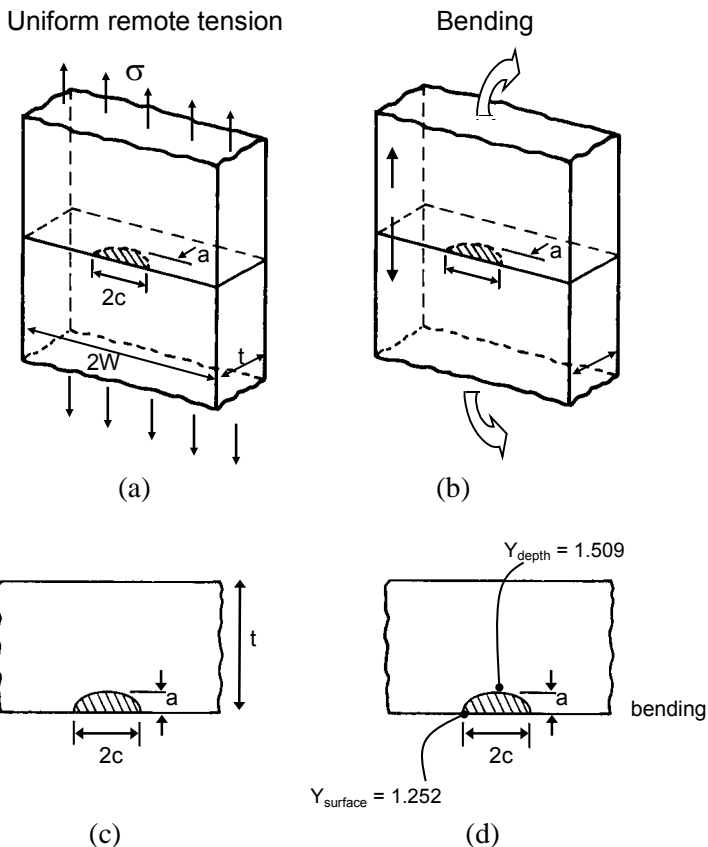 Uniform remote tension
Bending
σ
a
2c
2W
t
a
(a)
(b)
Y_depth = 1.509
t
a
2c
a
bending
2c
Y_surface = 1.252
(c)
(d)